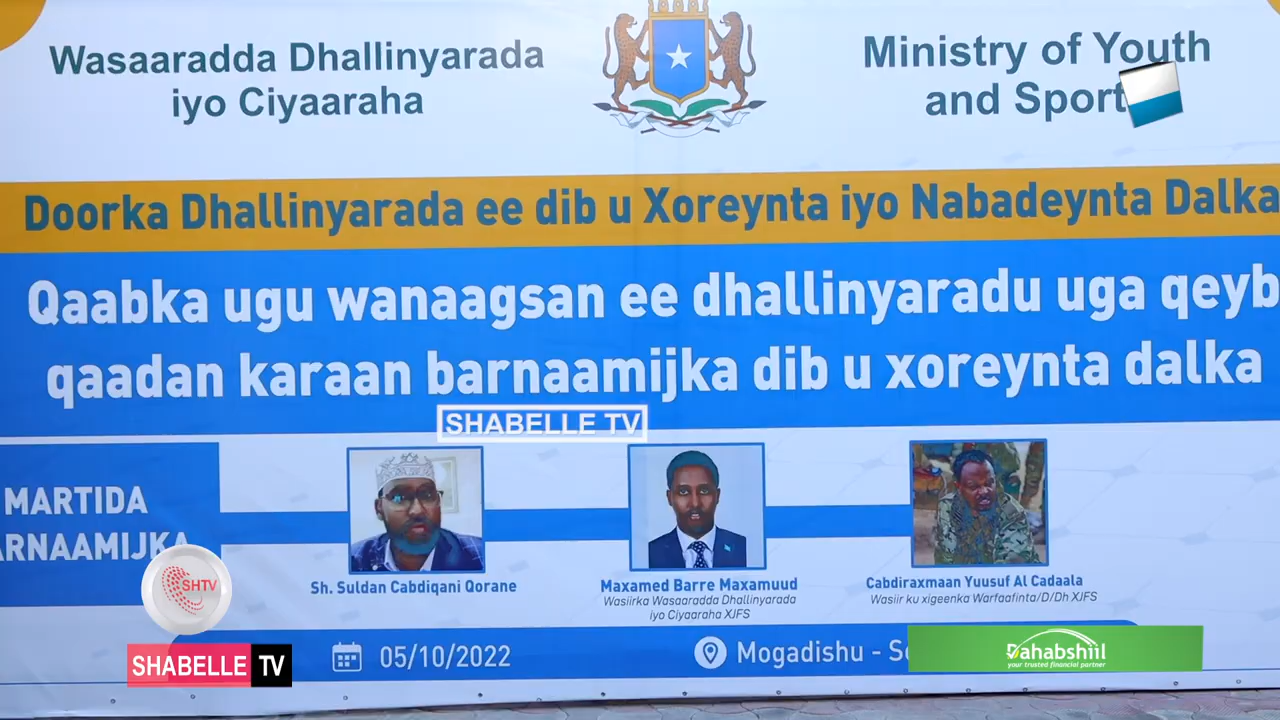 Wasaaradda Dhallinyarada
iyo Ciyaaraha
Ministry of Youth
and Sport
Doorka Dhallinyarada ee dib u Xoreynta iyo Nabadeynta Dalka
Qaabka ugu wanaagsan ee dhallinyaradu uga qeyb
qaadan karaan barnaamijka dib u xoreynta dalka
SHABELLE TV
MARTIDA
ARNAAMIJKA
Sh. Suldan Cabdiqani Qorane
Maxamed Barre Maxamuud
Wasiirka Wasaaradda Dhallinyarada
iyo Ciyaaraha XJFS
Cabdiraxmaan Yuusuf Al Cadaala
Wasiir ku xigeenka Warfaafinta/D/Dh XJFS
05/10/2022
Mogadishu - So
SHTV
SHABELLE TV
Dahabshiil
your trusted financial partner